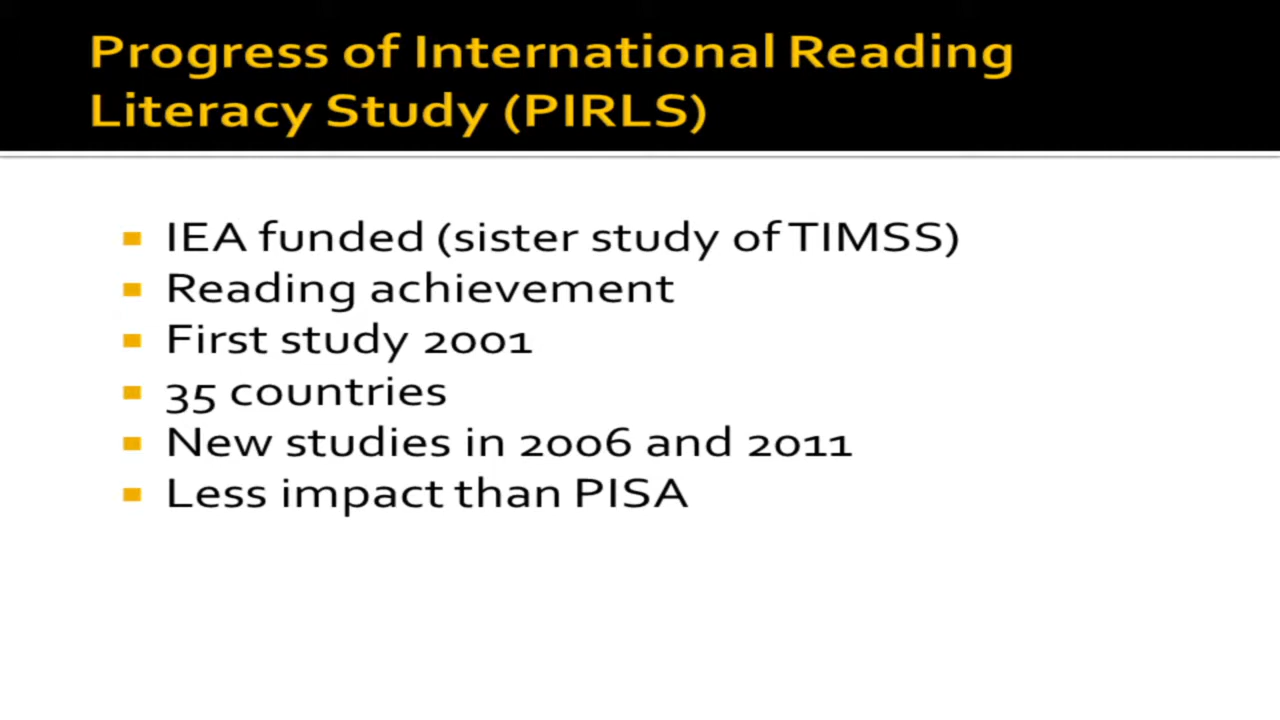 Progress of International Reading
Literacy Study (PIRLS)
IEA funded (sister study of TIMSS)
Reading achievement
First study 2001
35 countries
New studies in 2006 and 2011
Less impact than PISA